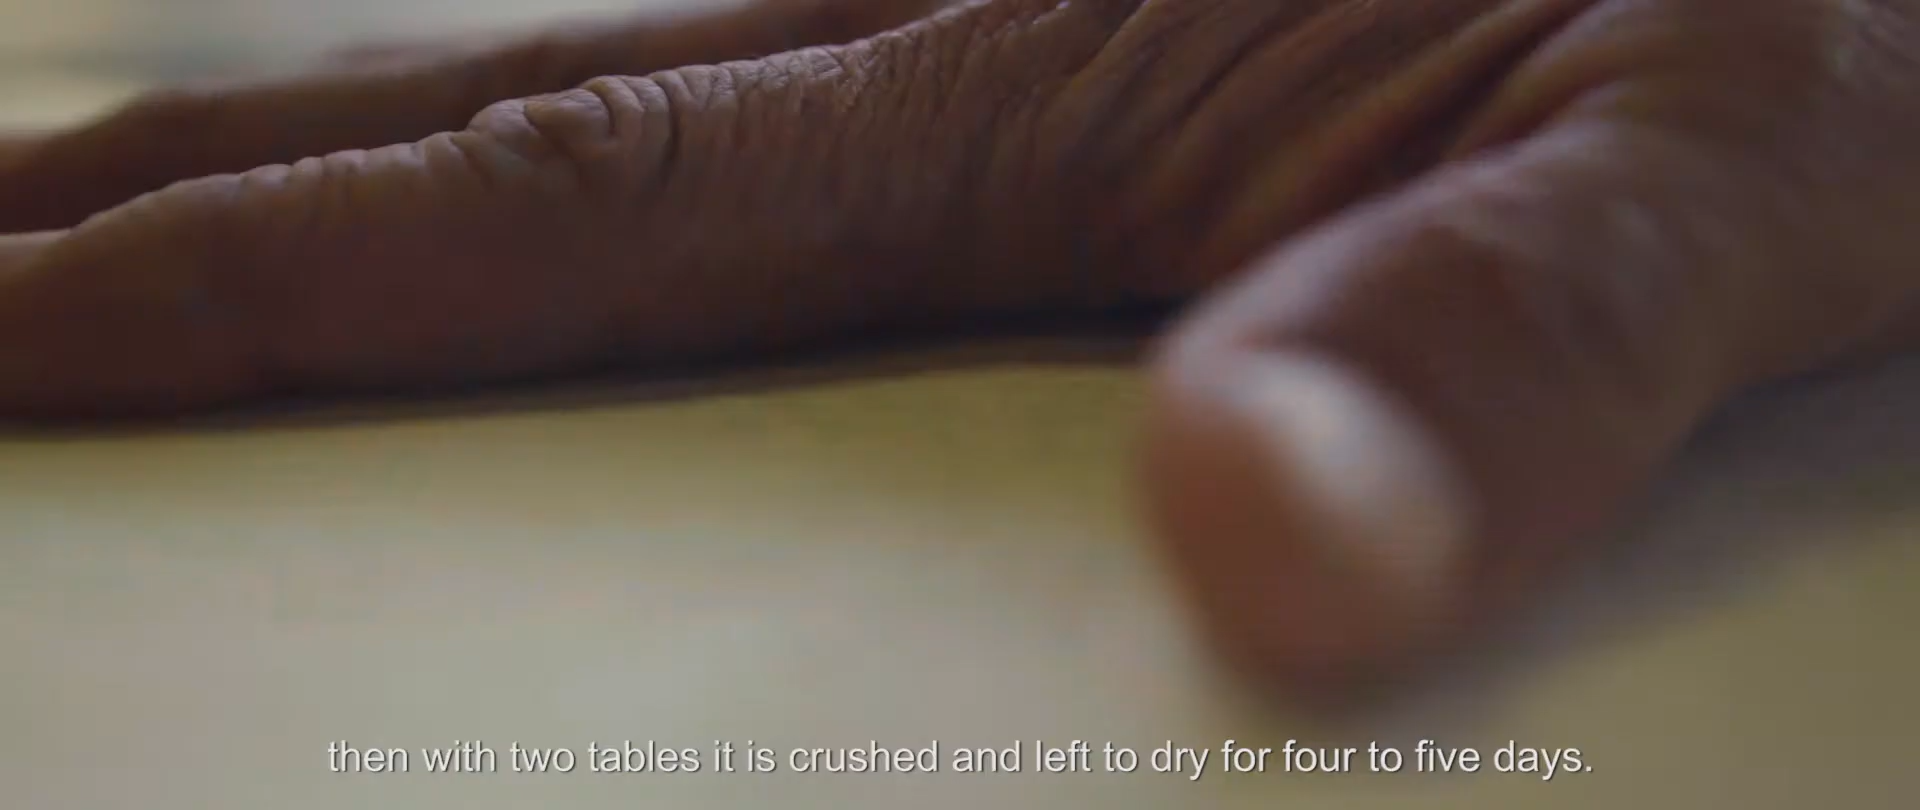 then with two tables it is crushed and left to dry for four to five days.